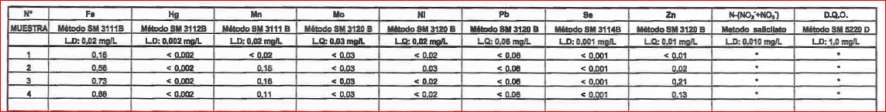 N° Fe Hg Mn Mo Ni Pb Se Zn N-(NO₂⁻+NO₃⁻) D.Q.O.
MUESTRA Método SM 3111B Método SM 3112B Método SM 3111 B Método SM 3120 B Método SM 3120 B Método SM 3120 B Método SM 3114B Método SM 3120 B Metodo salicilato Método SM 5220 D
L.D: 0,02 mg/L L.D: 0,002 mg/L L.D: 0,02 mg/L L.Q: 0,03 mg/L L.Q: 0,02 mg/L L.Q: 0,06 mg/L L.D: 0,001 mg/L L.Q: 0,01 mg/L L.D: 0,010 mg/L L.D: 1,0 mg/L
1 0,16 < 0,002 < 0,02 < 0,03 < 0,02 < 0,06 < 0,001 < 0,01 * *
2 0,56 < 0,002 0,16 < 0,03 0,03 < 0,06 < 0,001 0,02 * *
3 0,73 < 0,002 0,16 < 0,03 < 0,02 < 0,06 < 0,001 0,21 * *
4 < 0,002 0,11 < 0,03 < 0,02 < 0,06 < 0,001 0,13 * *